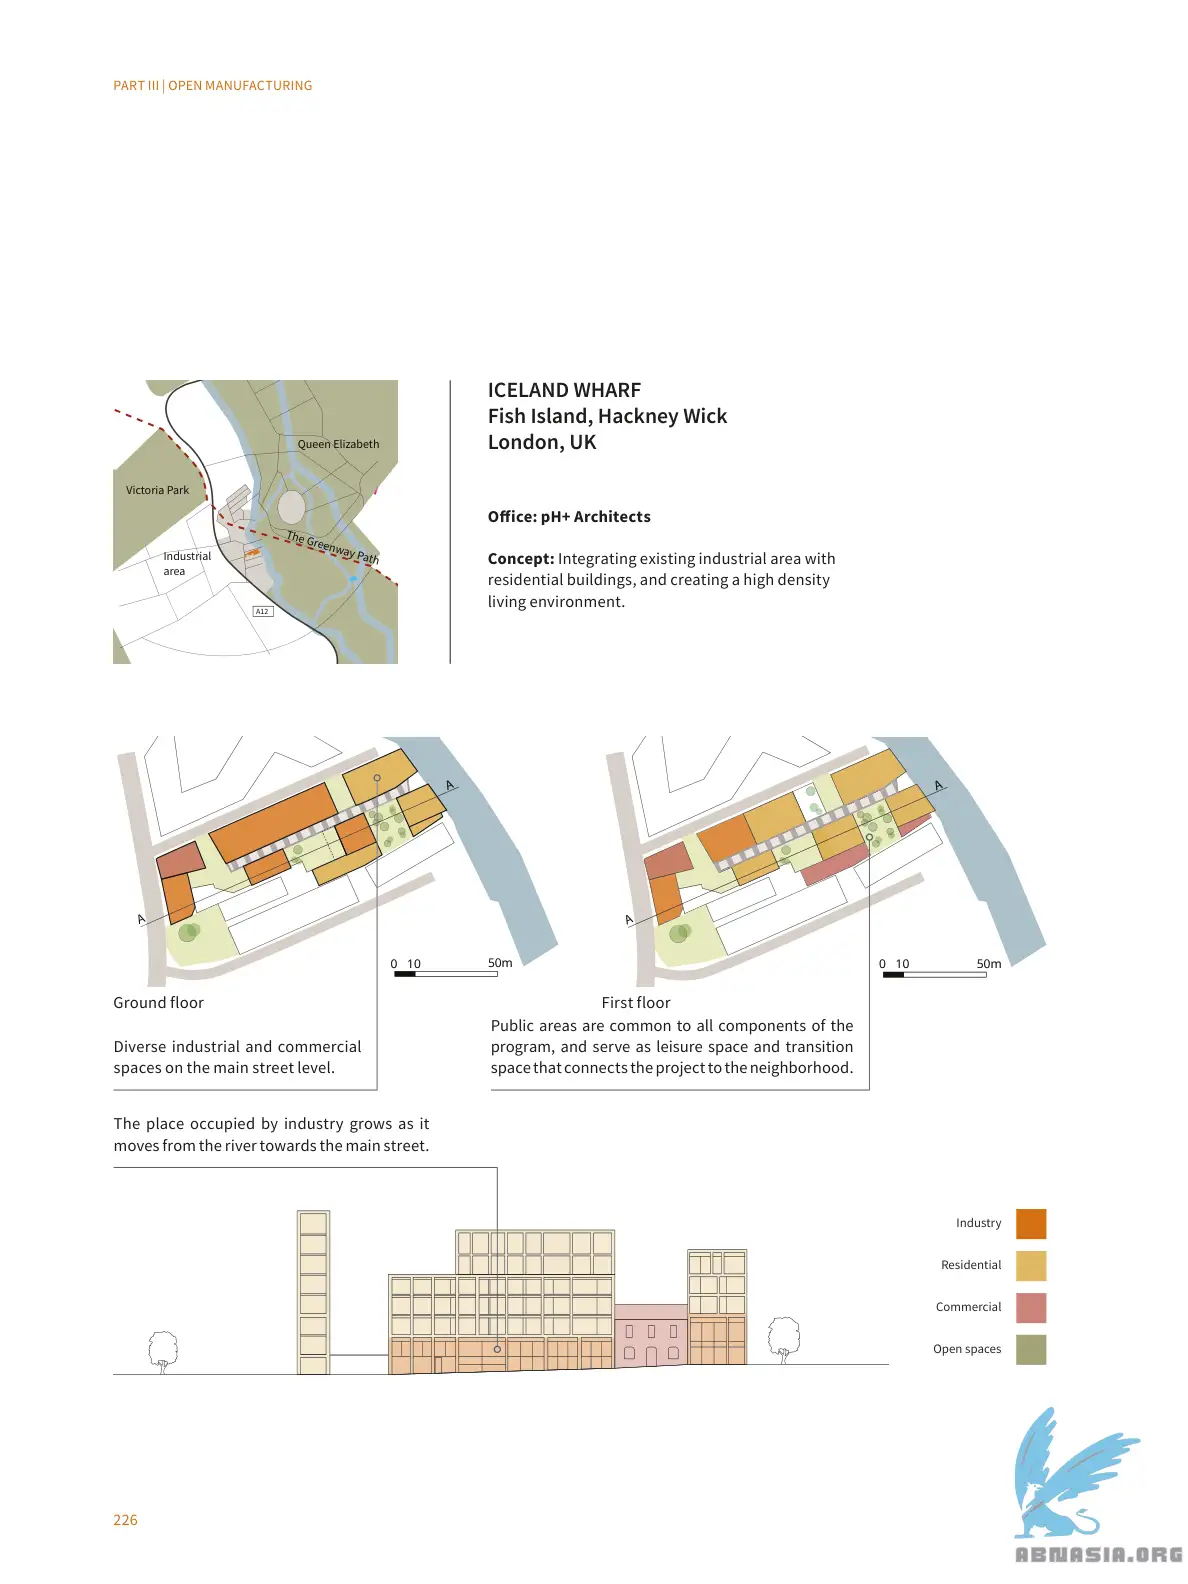 PART III | OPEN MANUFACTURING
ICELAND WHARF
Fish Island, Hackney Wick
London, UK
Office: pH+ Architects
Concept: Integrating existing industrial area with
residential buildings, and creating a high density
living environment.
Queen Elizabeth
Victoria Park
The Greenway Path
Industrial
area
A12
A
A
0 10 50m
A
A
0 10 50m
Ground floor
Diverse industrial and commercial
spaces on the main street level.
First floor
Public areas are common to all components of the
program, and serve as leisure space and transition
space that connects the project to the neighborhood.
The place occupied by industry grows as it
moves from the river towards the main street.
Industry
Residential
Commercial
Open spaces
226
ABNASIA.ORG